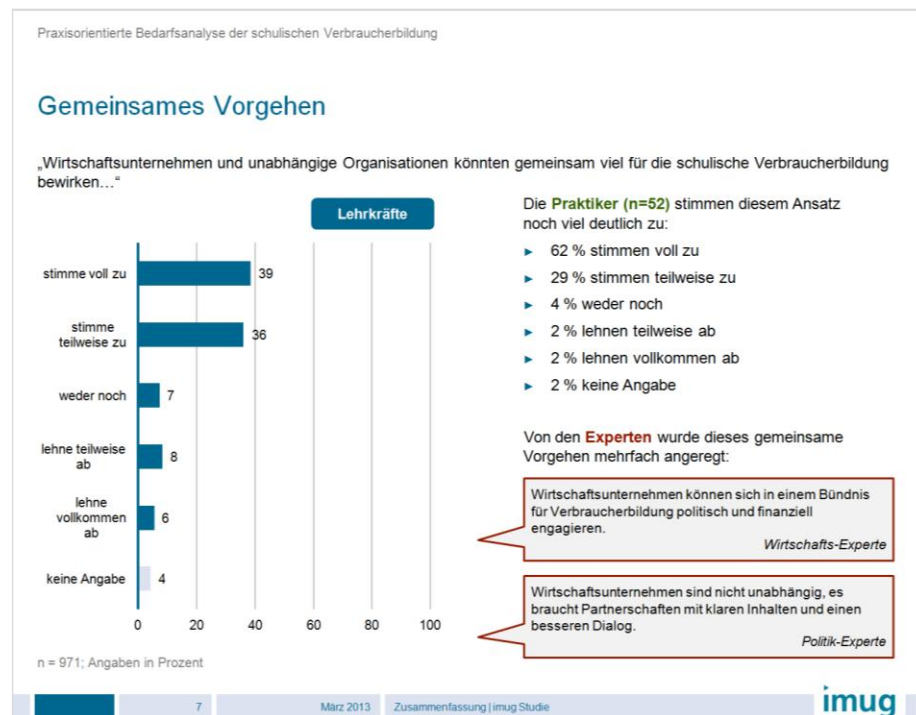 Praxisorientierte Bedarfsanalyse der schulischen Verbraucherbildung
Gemeinsames Vorgehen
„Wirtschaftsunternehmen und unabhängige Organisationen könnten gemeinsam viel für die schulische Verbraucherbildung
bewirken…“
Lehrkräfte
stimme voll zu
39
stimme
teilweise zu
36
weder noch
7
lehne teilweise
ab
8
lehne
vollkommen
ab
6
keine Angabe
4
0 20 40 60 80 100
n = 971; Angaben in Prozent
Die Praktiker (n=52) stimmen diesem Ansatz
noch viel deutlich zu:
► 62 % stimmen voll zu
► 29 % stimmen teilweise zu
► 4 % weder noch
► 2 % lehnen teilweise ab
► 2 % lehnen vollkommen ab
► 2 % keine Angabe
Von den Experten wurde dieses gemeinsame
Vorgehen mehrfach angeregt:
Wirtschaftsunternehmen können sich in einem Bündnis
für Verbraucherbildung politisch und finanziell
engagieren.
Wirtschafts-Experte
Wirtschaftsunternehmen sind nicht unabhängig, es
braucht Partnerschaften mit klaren Inhalten und einen
besseren Dialog.
Politik-Experte
7 März 2013 Zusammenfassung | imug Studie
imug